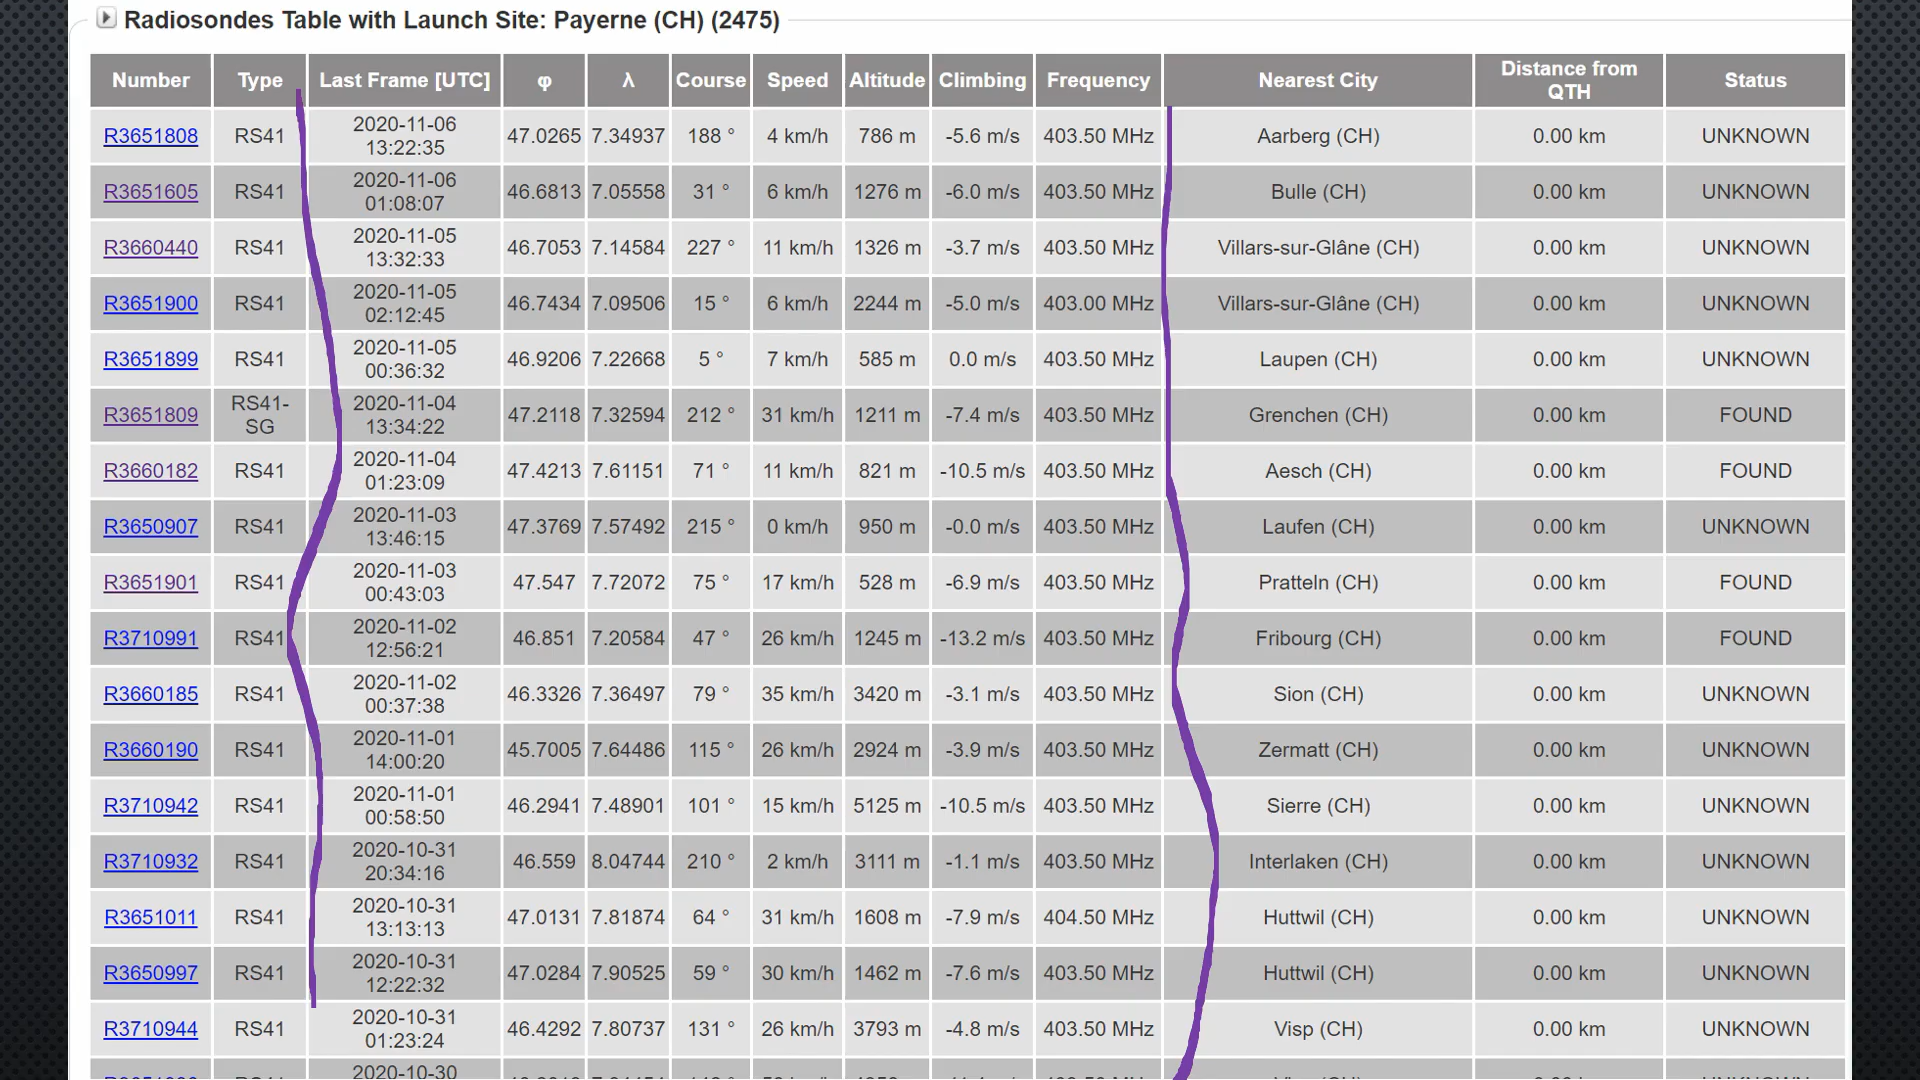 Radiosondes Table with Launch Site: Payerne (CH) (2475)
Number Type Last Frame [UTC] φ λ Course Speed Altitude Climbing Frequency Nearest City Distance from QTH Status
R3651808 RS41 2020-11-06 13:22:35 47.0265 7.34937 188 ° 4 km/h 786 m -5.6 m/s 403.50 MHz Aarberg (CH) 0.00 km UNKNOWN
R3651605 RS41 2020-11-06 01:08:07 46.6813 7.05558 31 ° 6 km/h 1276 m -6.0 m/s 403.50 MHz Bulle (CH) 0.00 km UNKNOWN
R3660440 RS41 2020-11-05 13:32:33 46.7053 7.14584 227 ° 11 km/h 1326 m -3.7 m/s 403.50 MHz Villars-sur-Glâne (CH) 0.00 km UNKNOWN
R3651900 RS41 2020-11-05 02:12:45 46.7434 7.09506 15 ° 6 km/h 2244 m -5.0 m/s 403.00 MHz Villars-sur-Glâne (CH) 0.00 km UNKNOWN
R3651899 RS41 2020-11-05 00:36:32 46.9206 7.22668 5 ° 7 km/h 585 m 0.0 m/s 403.50 MHz Laupen (CH) 0.00 km UNKNOWN
R3651809 RS41-SG 2020-11-04 13:34:22 47.2118 7.32594 212 ° 31 km/h 1211 m -7.4 m/s 403.50 MHz Grenchen (CH) 0.00 km FOUND
R3660182 RS41 2020-11-04 01:23:09 47.4213 7.61151 71 ° 11 km/h 821 m -10.5 m/s 403.50 MHz Aesch (CH) 0.00 km FOUND
R3650907 RS41 2020-11-03 13:46:15 47.3769 7.57492 215 ° 0 km/h 950 m -0.0 m/s 403.50 MHz Laufen (CH) 0.00 km UNKNOWN
R3651901 RS41 2020-11-03 00:43:03 47.547 7.72072 75 ° 17 km/h 528 m -6.9 m/s 403.50 MHz Pratteln (CH) 0.00 km FOUND
R3710991 RS41 2020-11-02 12:56:21 46.851 7.20584 47 ° 26 km/h 1245 m -13.2 m/s 403.50 MHz Fribourg (CH) 0.00 km FOUND
R3660185 RS41 2020-11-02 00:37:38 46.3326 7.36497 79 ° 35 km/h 3420 m -3.1 m/s 403.50 MHz Sion (CH) 0.00 km UNKNOWN
R3660190 RS41 2020-11-01 14:00:20 45.7005 7.64486 115 ° 26 km/h 2924 m -3.9 m/s 403.50 MHz Zermatt (CH) 0.00 km UNKNOWN
R3710942 RS41 2020-11-01 00:58:50 46.2941 7.48901 101 ° 15 km/h 5125 m -10.5 m/s 403.50 MHz Sierre (CH) 0.00 km UNKNOWN
R3710932 RS41 2020-10-31 20:34:16 46.559 8.04744 210 ° 2 km/h 3111 m -1.1 m/s 403.50 MHz Interlaken (CH) 0.00 km UNKNOWN
R3651011 RS41 2020-10-31 13:13:13 47.0131 7.81874 64 ° 31 km/h 1608 m -7.9 m/s 404.50 MHz Huttwil (CH) 0.00 km UNKNOWN
R3650997 RS41 2020-10-31 12:22:32 47.0284 7.90525 59 ° 30 km/h 1462 m -7.6 m/s 403.50 MHz Huttwil (CH) 0.00 km UNKNOWN
R3710944 RS41 2020-10-31 01:23:24 46.4292 7.80737 131 ° 26 km/h 3793 m -4.8 m/s 403.50 MHz Visp (CH) 0.00 km UNKNOWN
2020-10-30